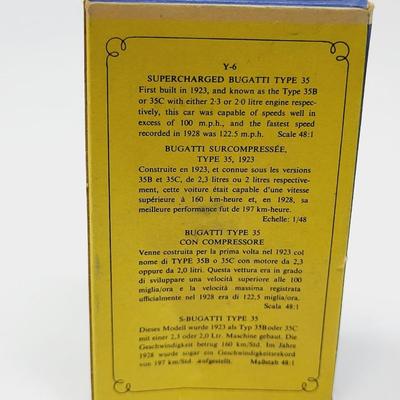 Y-6
SUPERCHARGED BUGATTI TYPE 35
First built in 1923, and known as the Type 35B
or 35C with either 2·3 or 2·0 litre engine respec-
tively, this car was capable of speeds well in
excess of 100 m.p.h., and the fastest speed
recorded in 1928 was 122.5 m.p.h. Scale 48:1
BUGATTI SURCOMPRESSÉE,
TYPE 35, 1923
Construite en 1923, et connue sous les versions
35B et 35C, de 2,3 litres ou 2 litres respective-
ment, cette voiture était capable d'une vitesse
supérieure à 160 km-heure et, en 1928, sa
meilleure performance fut de 197 km-heure.
Echelle: 1/48
BUGATTI TYPE 35
CON COMPRESSORE
Venne costruita per la prima volta nel 1923 col
nome di TYPE 35B o 35C con motore da 2,3
oppure da 2,0 litri. Questa vettura era in grado
di sviluppare una velocità superiore alle 100
miglia/ora e la velocità massima registrata
ufficialmente nel 1928 era di 122,5 miglia/ora.
Scala 48:1
S-BUGATTI TYPE 35
Dieses Modell wurde 1923 als Typ 35B oder 35C
mit einer 2,3 oder 2,0 Ltr. Maschine gebaut. Die
Geschwindigkeit betrug 160 km/Std. Im Jahre
1928 wurde sogar ein Geschwindigkeitsrekord
von 197 km/Std. aufgestellt. Maßstab 48:1